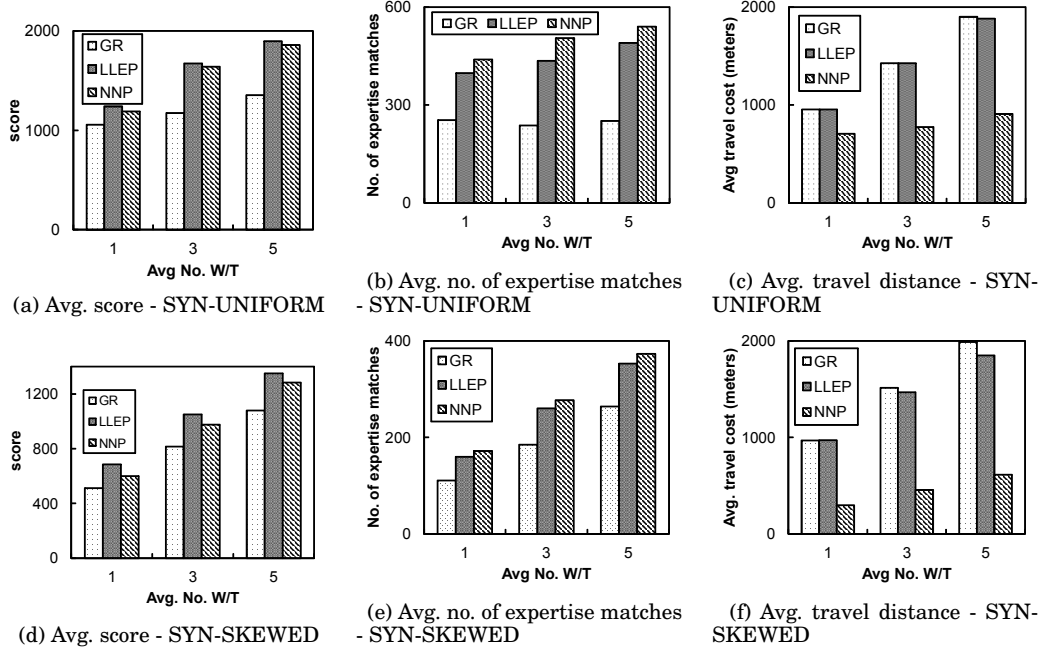 2000
1000
0
score
GR
LLEP
NNP
1 3 5
Avg No. W/T
(a) Avg. score - SYN-UNIFORM
600
300
0
No. of expertise matches
GR LLEP NNP
1 3 5
Avg No. W/T
(b) Avg. no. of expertise matches
- SYN-UNIFORM
2000
1000
0
Avg travel cost (meters)
GR
LLEP
NNP
1 3 5
Avg No. W/T
(c) Avg. travel distance - SYN-
UNIFORM
1200
800
400
0
score
GR
LLEP
NNP
1 3 5
Avg. No. W/T
(d) Avg. score - SYN-SKEWED
400
200
0
No. of expertise matches
GR
LLEP
NNP
1 3 5
Avg No. W/T
(e) Avg. no. of expertise matches
- SYN-SKEWED
2000
1000
0
Avg. travel cost (meters)
GR
LLEP
NNP
1 3 5
Avg No. W/T
(f) Avg. travel distance - SYN-
SKEWED